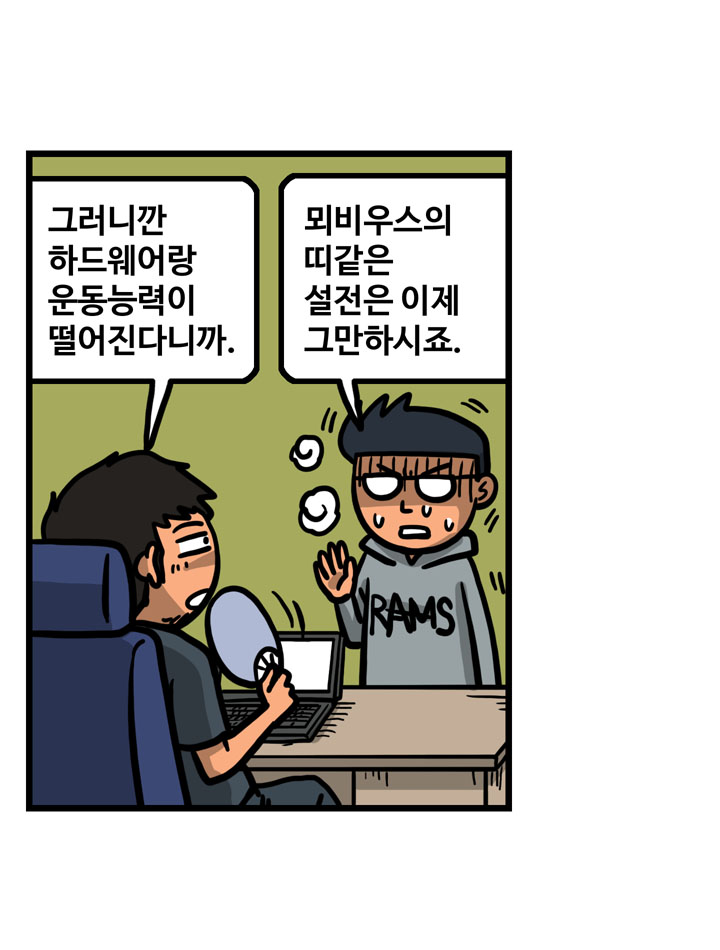 그러니깐
하드웨어랑
운동능력이
떨어진다니까.
뫼비우스의
띠같은
설전은 이제
그만하시죠.
RAMS